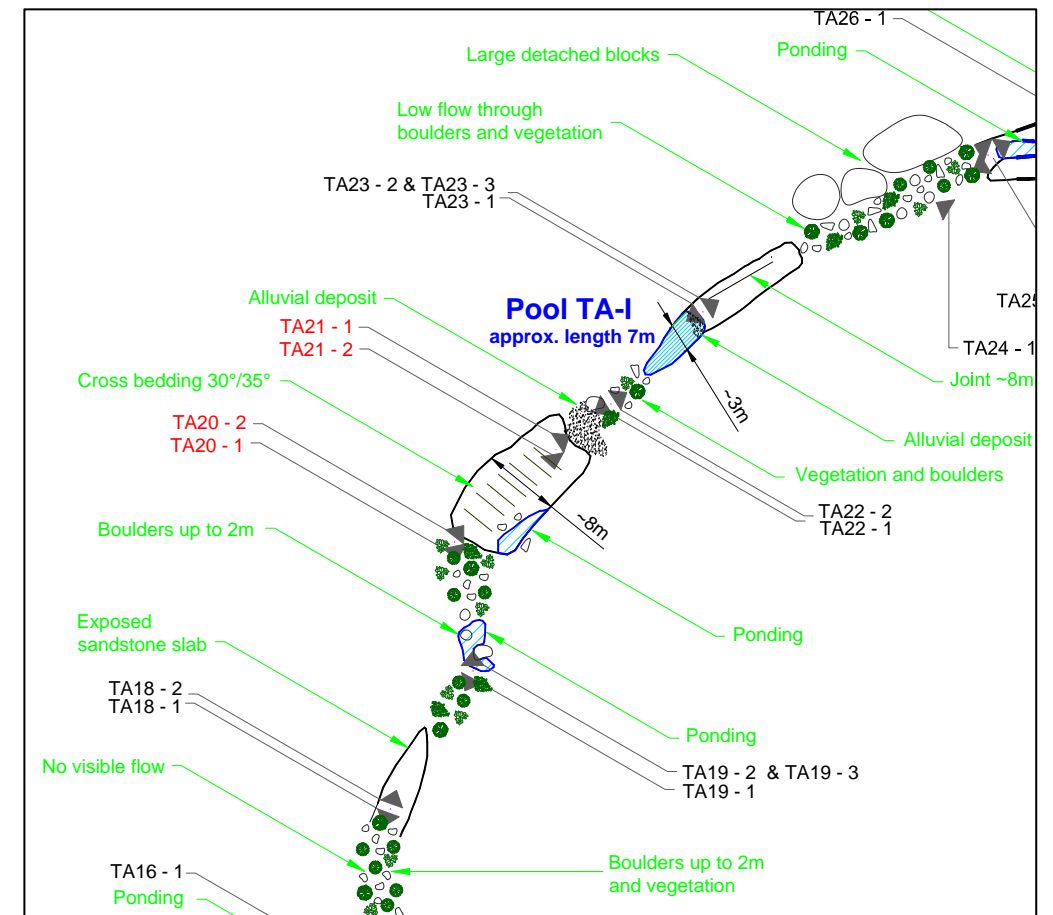 TA26 - 1
Large detached blocks
Ponding
Low flow through
boulders and vegetation
TA23 - 2 & TA23 - 3
TA23 - 1
Alluvial deposit
Pool TA-I
approx. length 7m
TA21 - 1
TA21 - 2
TA25
TA24 - 1
Cross bedding 30°/35°
Joint ~8m
~3m
TA20 - 2
TA20 - 1
Alluvial deposit
Vegetation and boulders
TA22 - 2
TA22 - 1
Boulders up to 2m
~8m
Exposed
sandstone slab
Ponding
TA18 - 2
TA18 - 1
Ponding
No visible flow
TA19 - 2 & TA19 - 3
TA19 - 1
TA16 - 1
Boulders up to 2m
and vegetation
Ponding